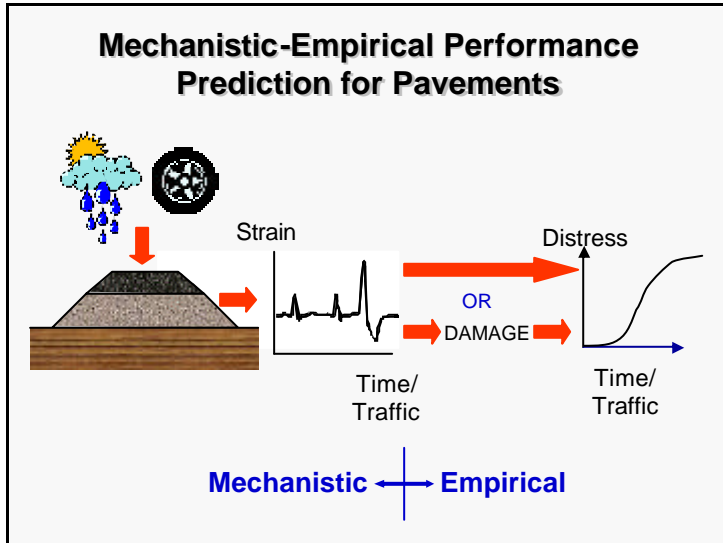 Mechanistic-Empirical Performance
Prediction for Pavements
Strain
Distress
OR
DAMAGE
Time/
Traffic
Time/
Traffic
Mechanistic
Empirical